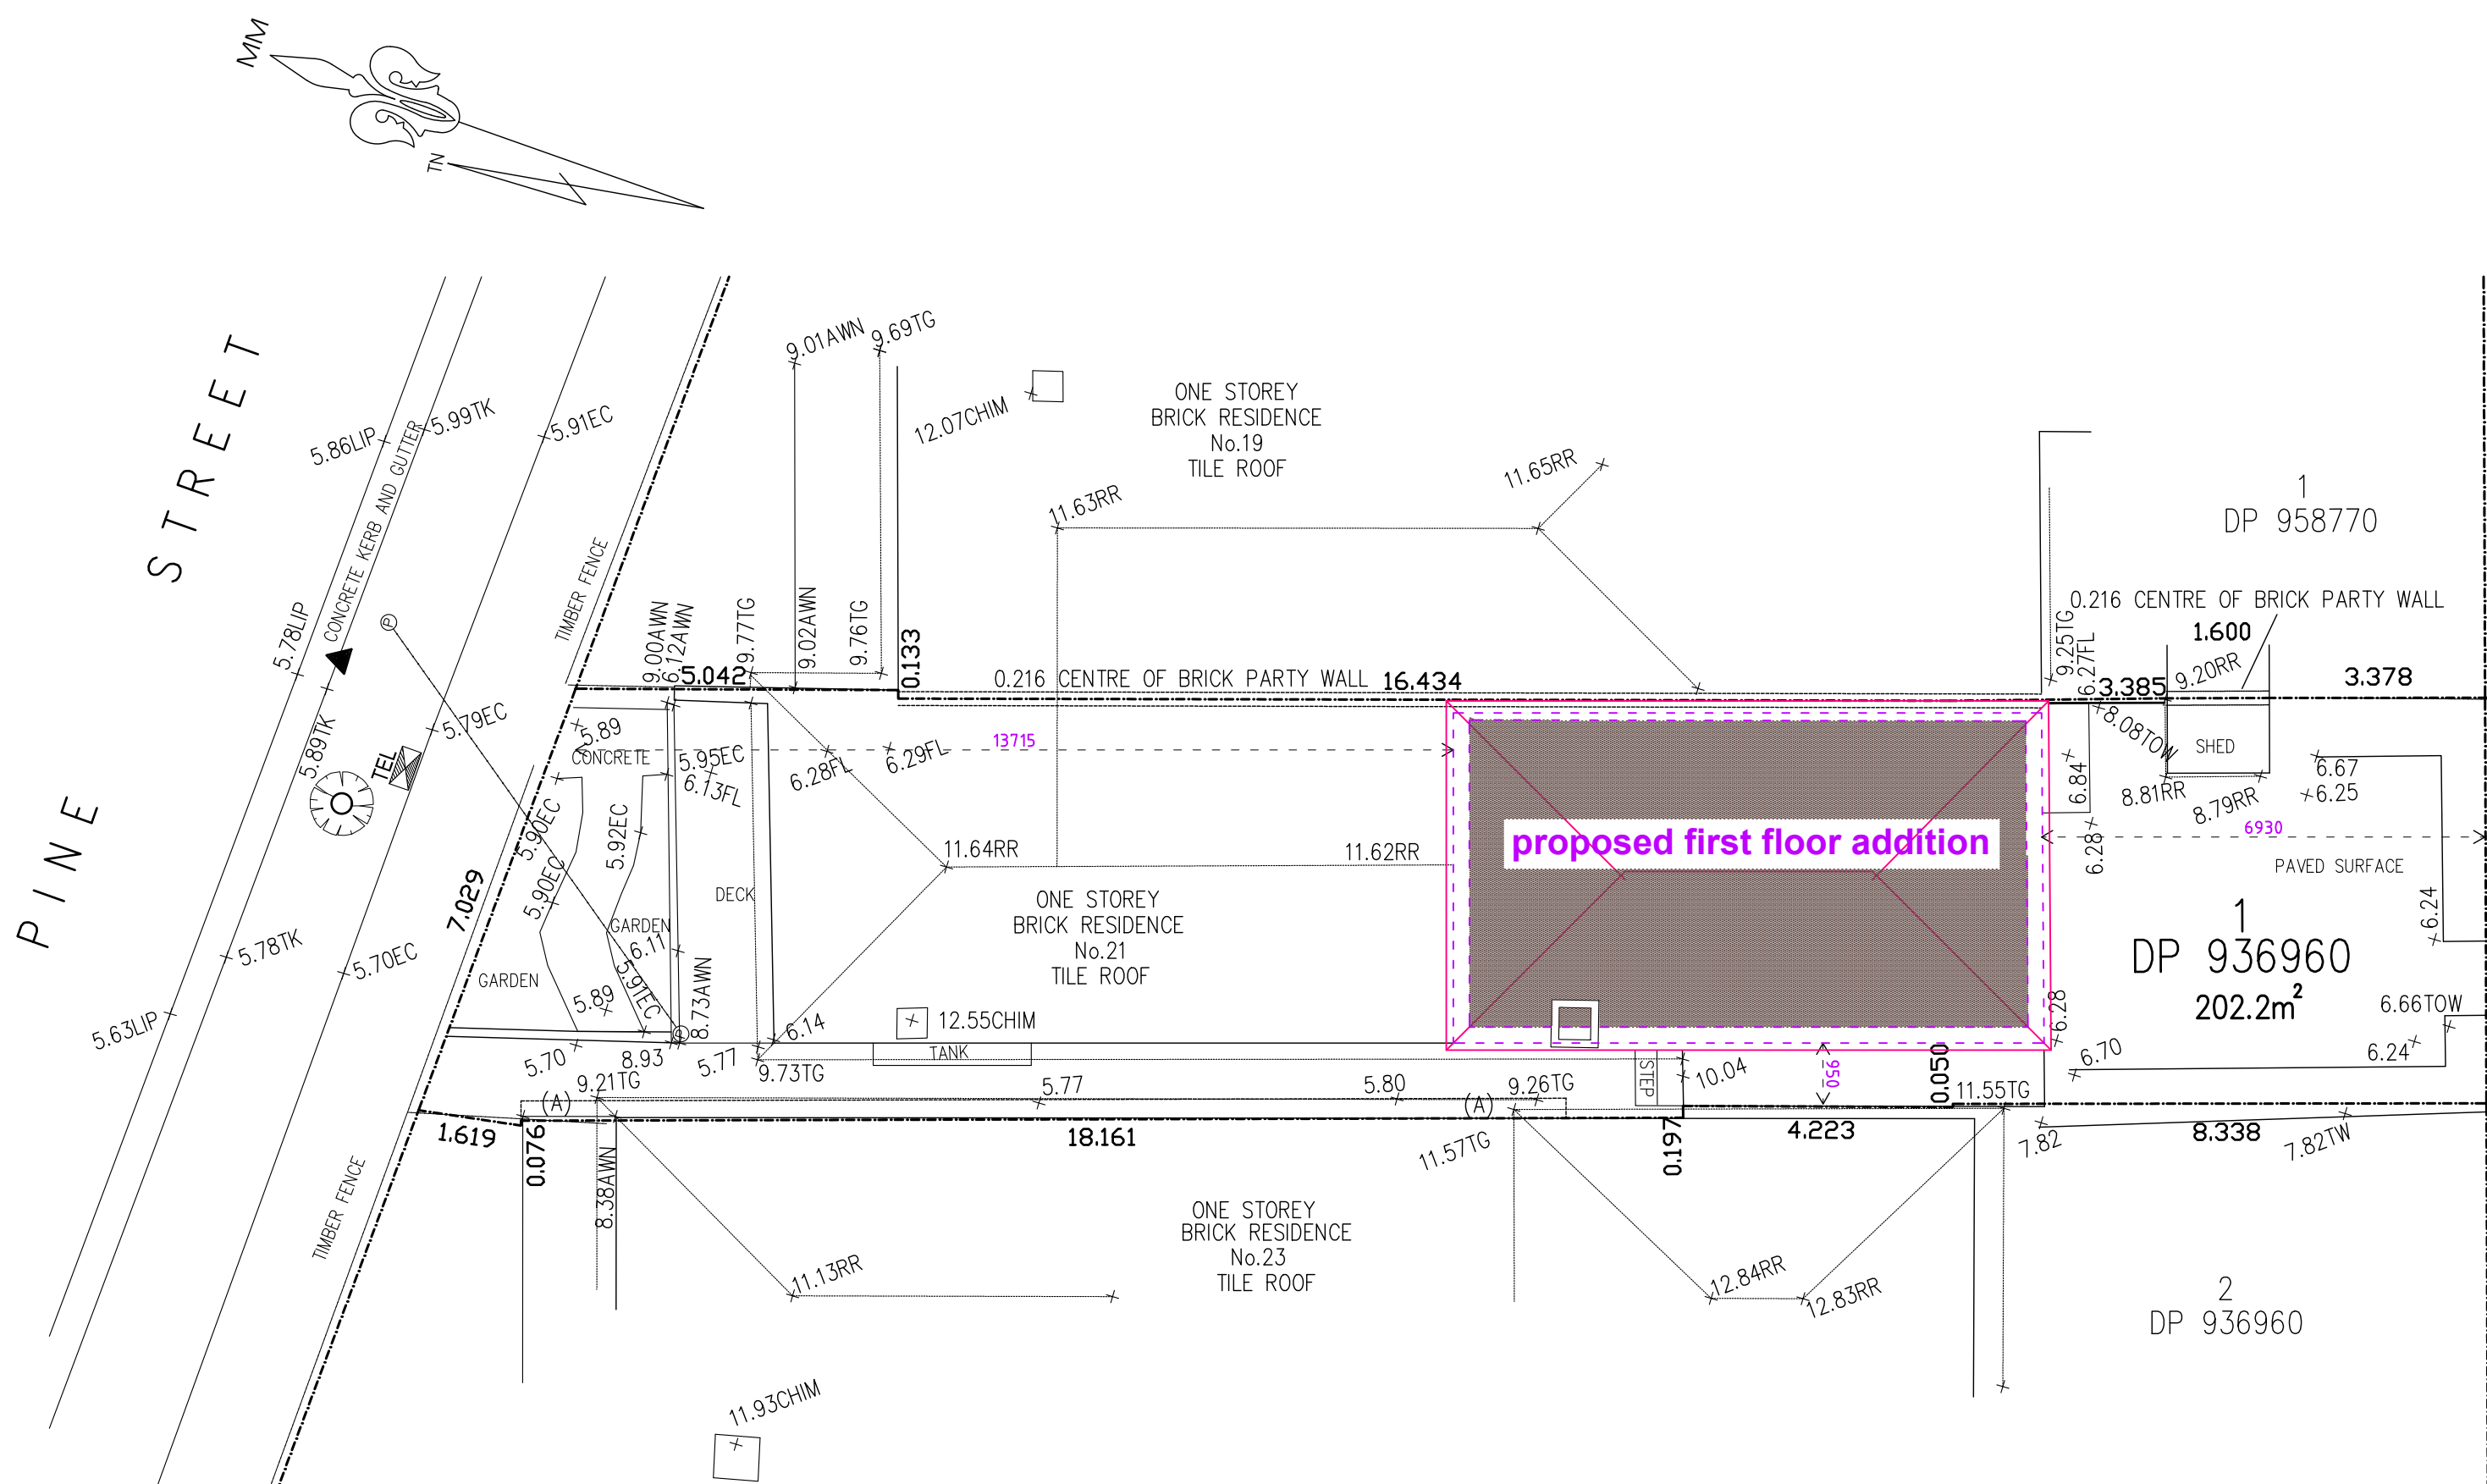 MM
TN
PINE STREET
5.86LIP
5.99TK
5.91EC
CONCRETE KERB AND GUTTER
TIMBER FENCE
5.78LIP
5.89TK
5.79EC
TEL
P
5.78TK
5.70EC
5.63LIP
7.029
TIMBER FENCE
9.01AWN
9.69TG
12.07CHIM
ONE STOREY
BRICK RESIDENCE
No.19
TILE ROOF
11.63RR
11.65RR
1
DP 958770
0.216 CENTRE OF BRICK PARTY WALL
1.600
9.20RR
3.385
3.378
9.25TG
6.27FL
9.00AWN
6.12AWN
9.77TG
9.02AWN
9.76TG
0.133
5.042
0.216 CENTRE OF BRICK PARTY WALL
16.434
5.89
CONCRETE
5.95EC
6.13FL
6.28FL
6.29FL
13715
8.08TOW
SHED
6.84
8.81RR
8.79RR
6.67
6.25
6930
6.28
PAVED SURFACE
5.90EC
5.92EC
5.90EC
11.64RR
11.62RR
proposed first floor addition
DECK
GARDEN
6.11
GARDEN
5.89
5.91EC
P
8.73AWN
ONE STOREY
BRICK RESIDENCE
No.21
TILE ROOF
6.24
1
DP 936960
202.2m²
6.66TOW
6.28
6.24
6.70
12.55CHIM
6.14
TANK
5.70
8.93
5.77
9.73TG
9.21TG
5.77
5.80
9.26TG
STEP
10.04
950
0.050
11.55TG
(A)
(A)
1.619
0.076
8.38AWN
18.161
11.57TG
0.197
4.223
7.82
8.338
7.82TW
ONE STOREY
BRICK RESIDENCE
No.23
TILE ROOF
11.13RR
12.84RR
12.83RR
2
DP 936960
11.93CHIM